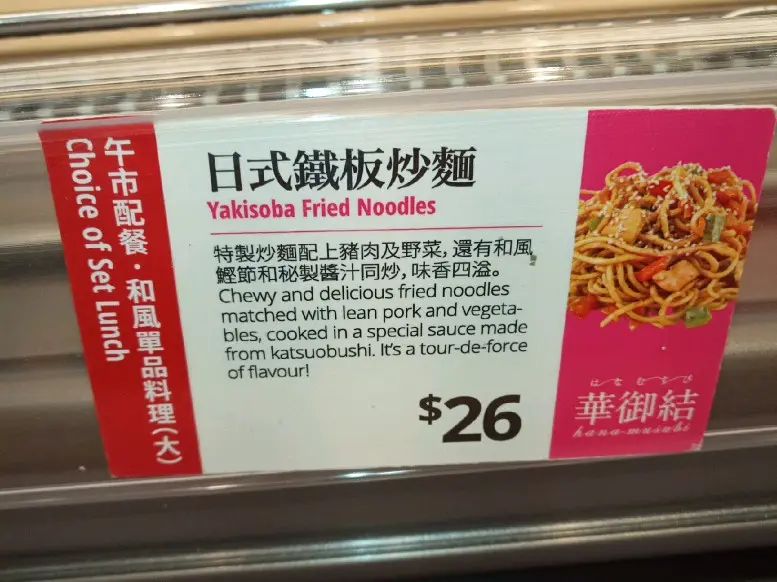 午市配餐·和風單品料理(大)
Choice of Set Lunch
日式鐵板炒麵
Yakisoba Fried Noodles
特製炒麵配上豬肉及野菜,還有和風
鰹節和秘製醬汁同炒,味香四溢。
Chewy and delicious fried noodles
matched with lean pork and vegeta-
bles, cooked in a special sauce made
from katsuobushi. It's a tour-de-force
of flavour!
$26
はなむすび
華御結
hana-musubi